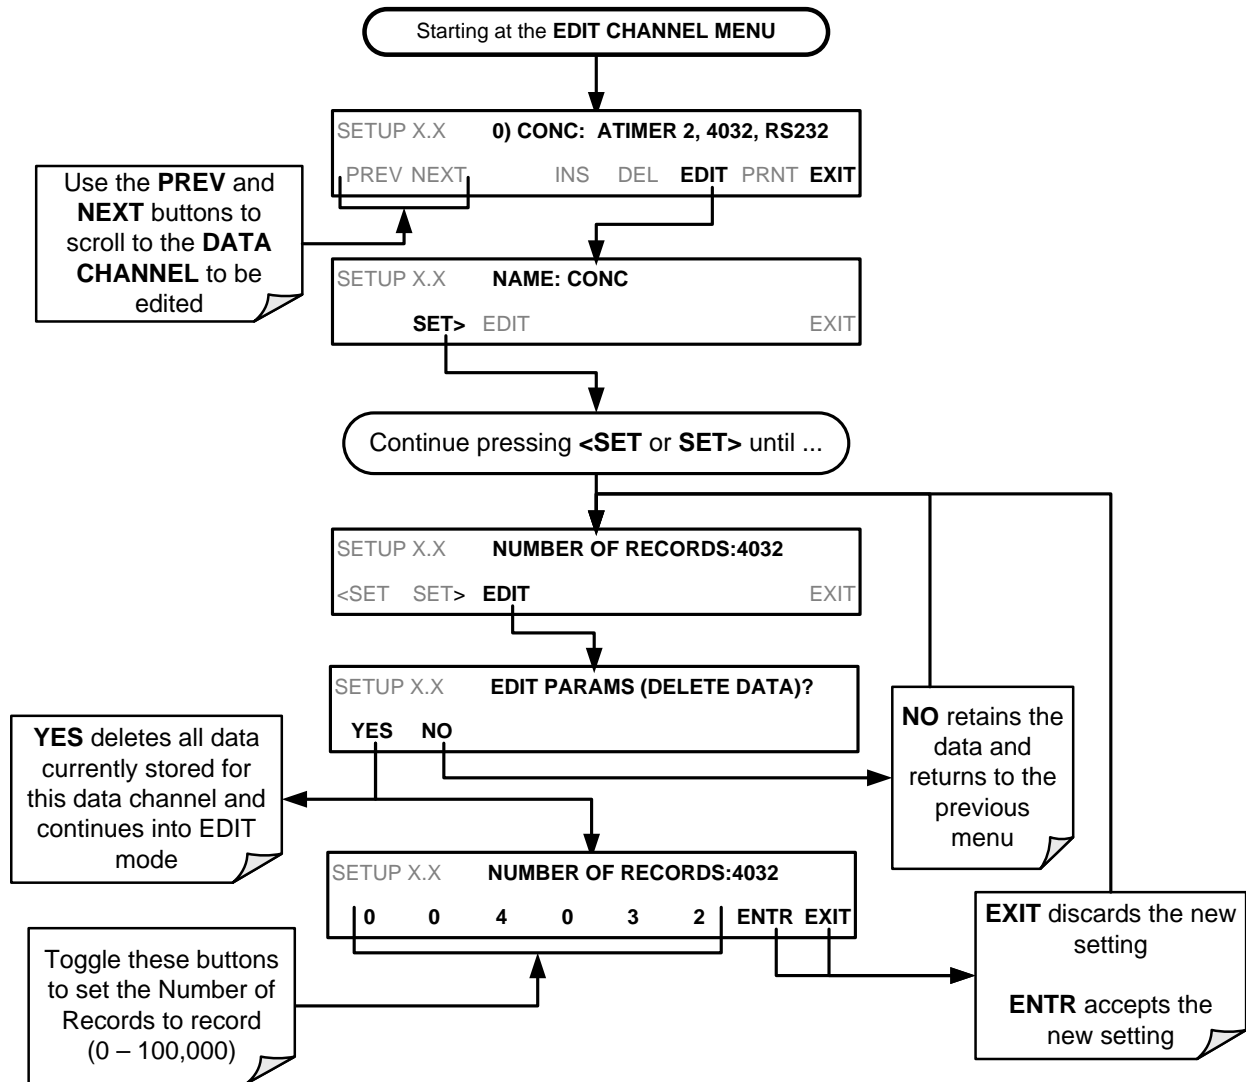 Starting at the EDIT CHANNEL MENU
SETUP X.X 0) CONC: ATIMER 2, 4032, RS232
PREV NEXT INS DEL EDIT PRNT EXIT
Use the PREV and
NEXT buttons to
scroll to the DATA
CHANNEL to be
edited
SETUP X.X NAME: CONC
SET> EDIT EXIT
Continue pressing <SET or SET> until ...
SETUP X.X NUMBER OF RECORDS:4032
<SET SET> EDIT EXIT
SETUP X.X EDIT PARAMS (DELETE DATA)?
YES NO
NO retains the
data and
returns to the
previous
menu
YES deletes all data
currently stored for
this data channel and
continues into EDIT
mode
SETUP X.X NUMBER OF RECORDS:4032
0 0 4 0 3 2 ENTR EXIT
EXIT discards the new
setting
ENTR accepts the
new setting
Toggle these buttons
to set the Number of
Records to record
(0 – 100,000)